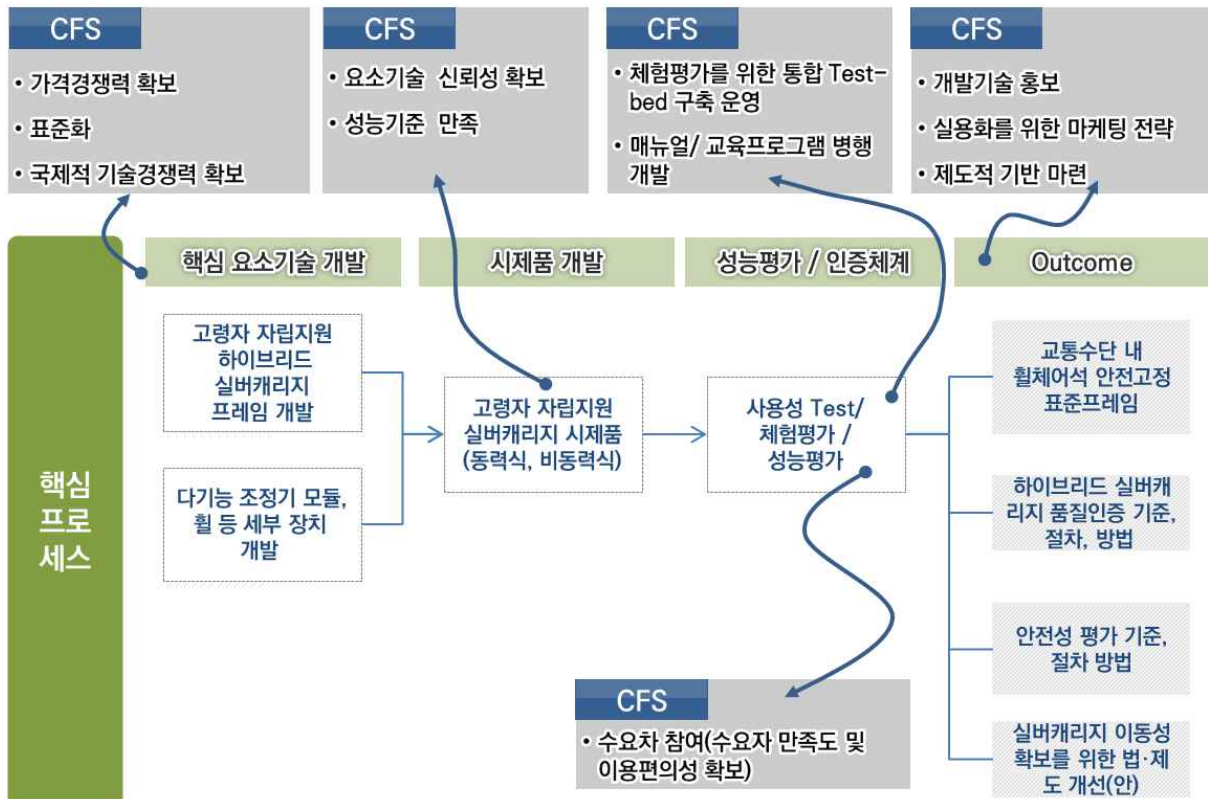 CFS
• 가격경쟁력 확보
• 표준화
• 국제적 기술경쟁력 확보
CFS
• 요소기술 신뢰성 확보
• 성능기준 만족
CFS
• 체험평가를 위한 통합 Test-
bed 구축 운영
• 매뉴얼/ 교육프로그램 병행
개발
CFS
• 개발기술 홍보
• 실용화를 위한 마케팅 전략
• 제도적 기반 마련
핵심
프로
세스
핵심 요소기술 개발
시제품 개발
성능평가 / 인증체계
Outcome
고령자 자립지원
하이브리드
실버캐리지
프레임 개발
다기능 조정기 모듈,
휠 등 세부 장치
개발
고령자 자립지원
실버캐리지 시제품
(동력식, 비동력식)
사용성 Test/
체험평가 /
성능평가
교통수단 내
휠체어석 안전고정
표준프레임
하이브리드 실버캐
리지 품질인증 기준,
절차, 방법
안전성 평가 기준,
절차 방법
실버캐리지 이동성
확보를 위한 법·제
도 개선(안)
CFS
• 수요차 참여(수요자 만족도 및
이용편의성 확보)